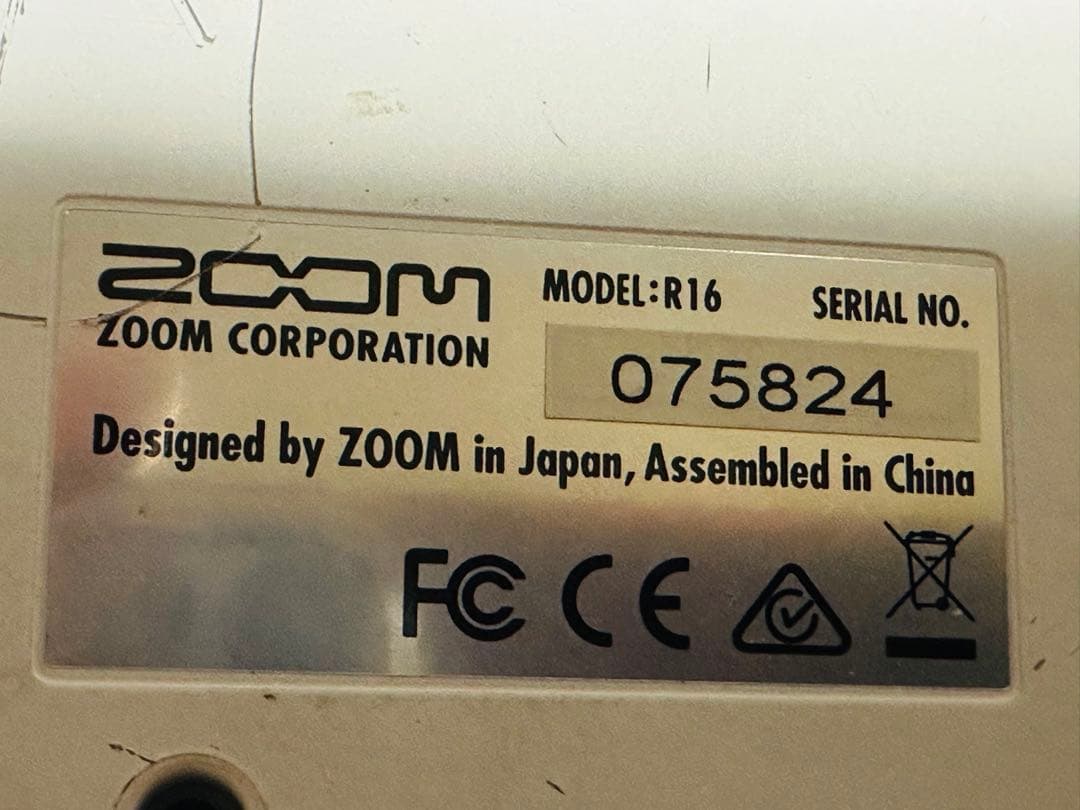 ZOOM
ZOOM CORPORATION
MODEL:R16
SERIAL NO.
075824
Designed by ZOOM in Japan, Assembled in China
FC CE